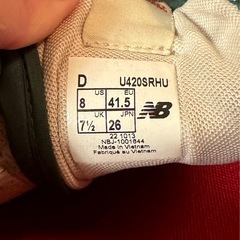 D U420SRHU
US EU
8 41.5
UK JPN
7½ 26
22 1013
NBJ-1001644
Made in Vietnam
Fabriqué au Vietnam